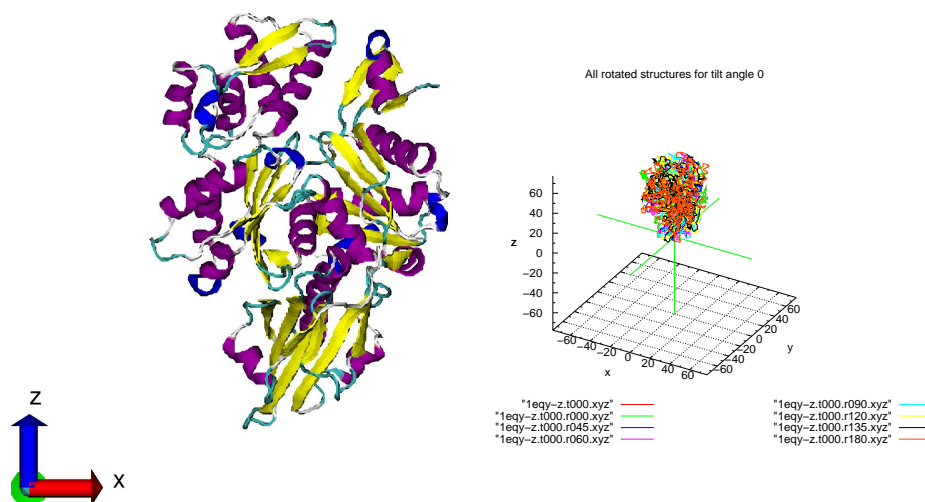 All rotated structures for tilt angle 0
60
40
20
z
0
−20
−40
−60
−60
−40
−20
0
20
40
60
x
−60
−40
−20
0
20
40
60
y
"1eqy−z.t000.xyz"
"1eqy−z.t000.r000.xyz"
"1eqy−z.t000.r045.xyz"
"1eqy−z.t000.r060.xyz"
"1eqy−z.t000.r090.xyz"
"1eqy−z.t000.r120.xyz"
"1eqy−z.t000.r135.xyz"
"1eqy−z.t000.r180.xyz"
Z
X